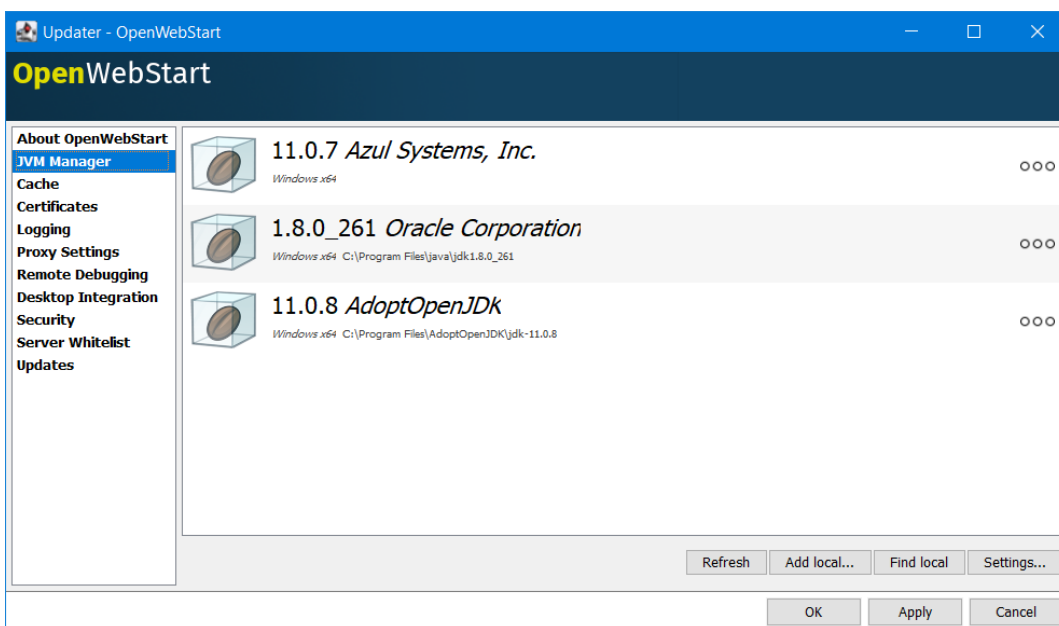 Updater - OpenWebStart
OpenWebStart
About OpenWebStart
JVM Manager
Cache
Certificates
Logging
Proxy Settings
Remote Debugging
Desktop Integration
Security
Server Whitelist
Updates
11.0.7 Azul Systems, Inc.
Windows x64
1.8.0_261 Oracle Corporation
Windows x64 C:\Program Files\java\jdk1.8.0_261
11.0.8 AdoptOpenJDK
Windows x64 C:\Program Files\AdoptOpenJDK\jdk-11.0.8
Refresh Add local... Find local Settings...
OK Apply Cancel